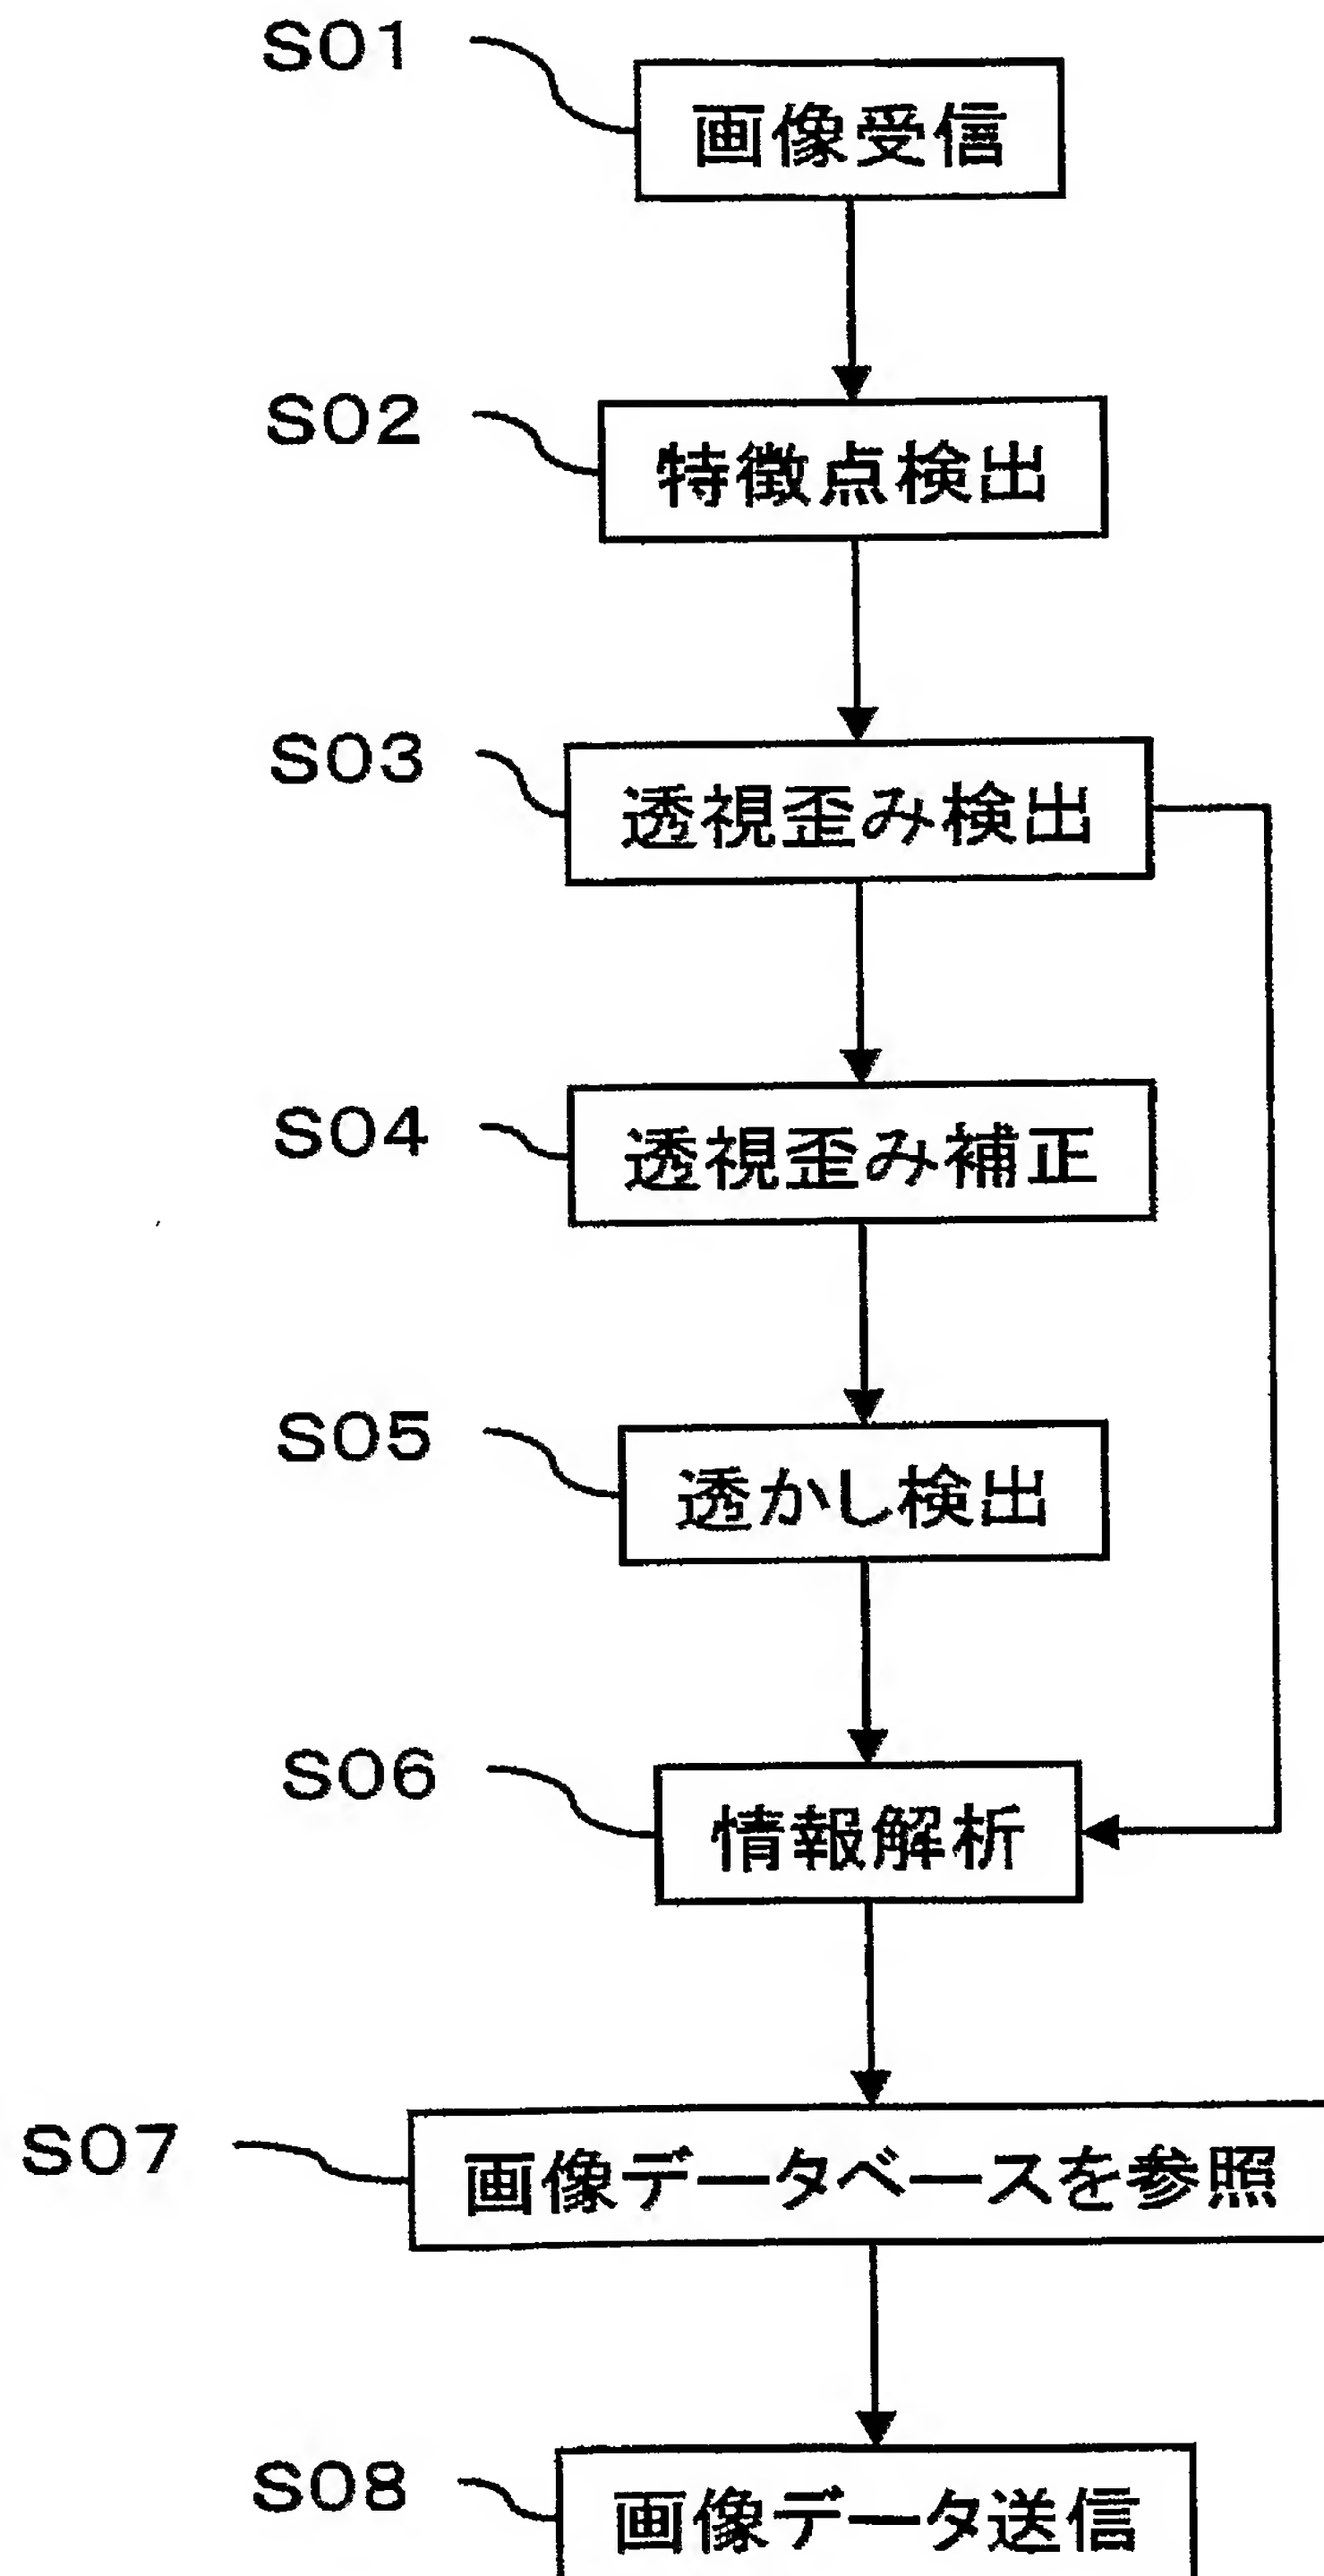 S01
画像受信
S02
特徴点検出
S03
透視歪み検出
S04
透視歪み補正
S05
透かし検出
S06
情報解析
S07
画像データベースを参照
S08
画像データ送信